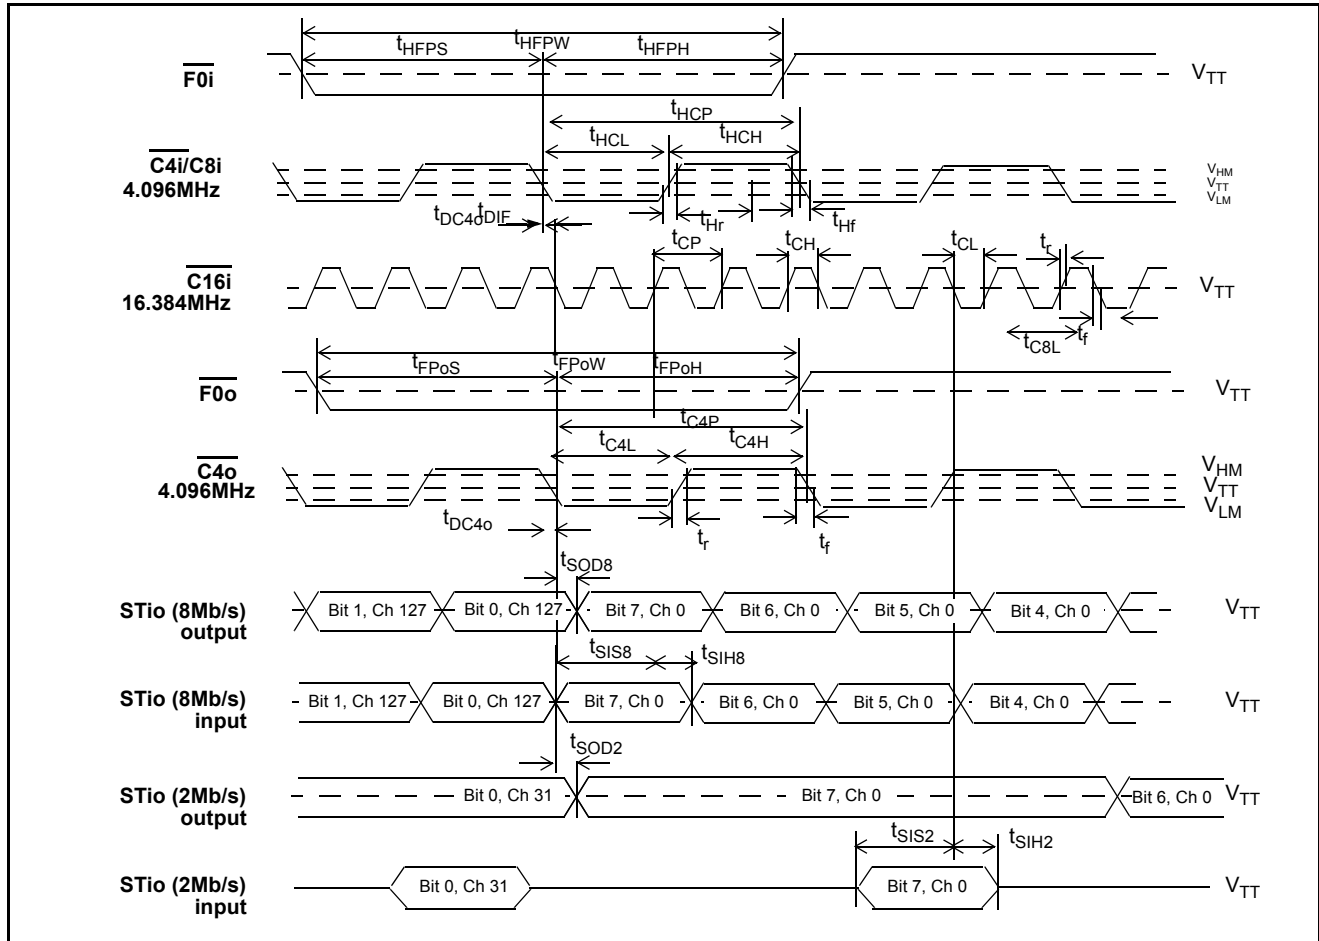 tHFPW
tHFPS
tHFPH
F0i
VTT
tHCP
tHCL
tHCH
C4i/C8i
4.096MHz
VHM
VTT
VLM
tDC4o
tDIF
tHr
tHf
tCP
tCH
tCL
tr
C16i
16.384MHz
VTT
tC8L
tf
tFPoW
tFPoS
tFPoH
F0o
VTT
tC4P
tC4L
tC4H
C4o
4.096MHz
VHM
VTT
VLM
tDC4o
tr
tf
tSOD8
STio (8Mb/s)
output
Bit 1, Ch 127
Bit 0, Ch 127
Bit 7, Ch 0
Bit 6, Ch 0
Bit 5, Ch 0
Bit 4, Ch 0
VTT
tSIS8
tSIH8
STio (8Mb/s)
input
Bit 1, Ch 127
Bit 0, Ch 127
Bit 7, Ch 0
Bit 6, Ch 0
Bit 5, Ch 0
Bit 4, Ch 0
VTT
tSOD2
STio (2Mb/s)
output
Bit 0, Ch 31
Bit 7, Ch 0
Bit 6, Ch 0
VTT
tSIS2
tSIH2
STio (2Mb/s)
input
Bit 0, Ch 31
Bit 7, Ch 0
VTT